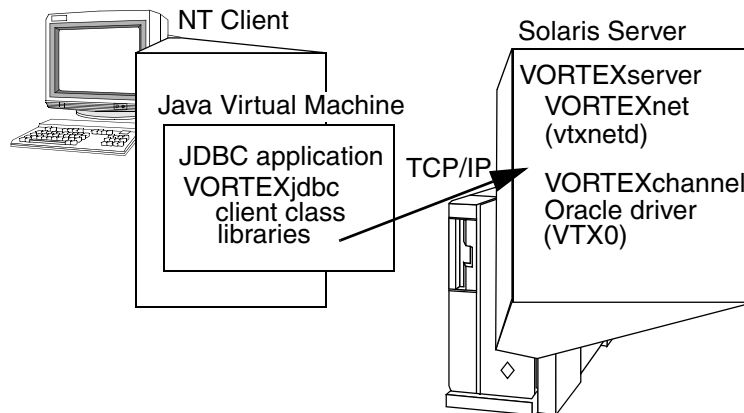 NT Client
Java Virtual Machine
JDBC application
VORTEXjdbc
client class
libraries
TCP/IP
Solaris Server
VORTEXserver
VORTEXnet
(vtxnetd)
VORTEXchannel
Oracle driver
(VTX0)